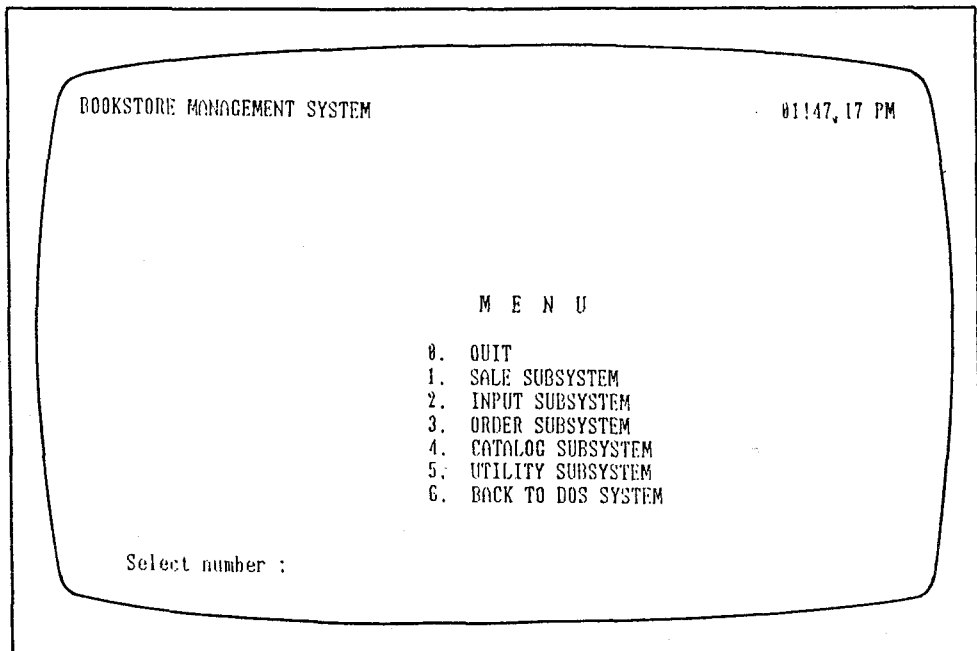 BOOKSTORE MANAGEMENT SYSTEM 01:47:17 PM
M E N U
0. QUIT
1. SALE SUBSYSTEM
2. INPUT SUBSYSTEM
3. ORDER SUBSYSTEM
4. CATALOG SUBSYSTEM
5. UTILITY SUBSYSTEM
6. BACK TO DOS SYSTEM
Select number :